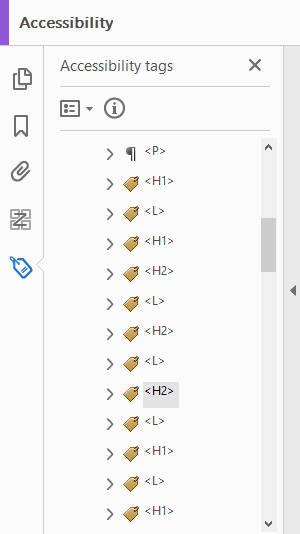 Accessibility
Accessibility tags
<P>
<H1>
<L>
<H1>
<H2>
<L>
<H2>
<L>
<H2>
<L>
<H1>
<L>
<H1>